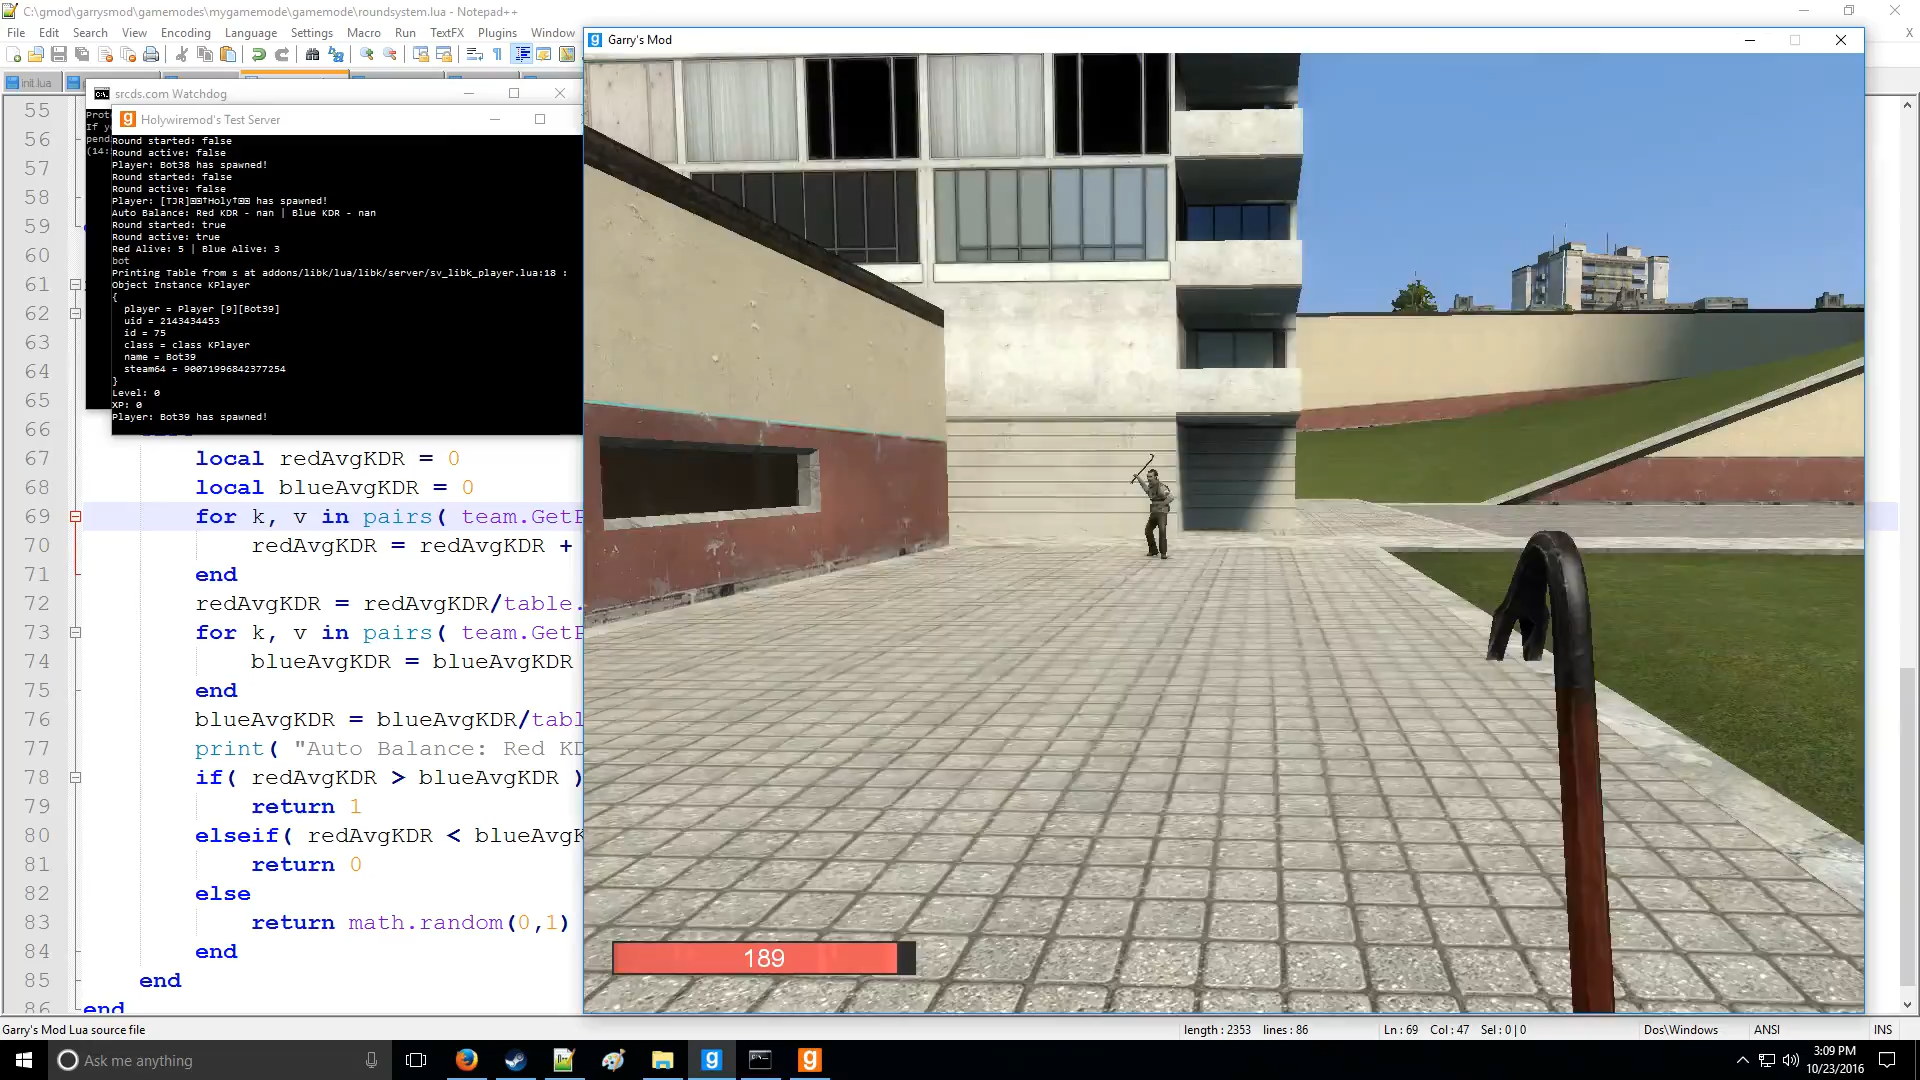 C:\gmod\garrysmod\gamemodes\mygamemode\gamemode\roundsystem.lua - Notepad++
File Edit Search View Encoding Language Settings Macro Run TextFX Plugins Window
X
Garry's Mod
init.lua
srcds.com Watchdog
Holywiremod's Test Server
Round started: false
Round active: false
Player: Bot38 has spawned!
Round started: false
Round active: false
Auto Balance: Red KDR - nan | Blue KDR - nan
Round started: true
Round active: true
Red Alive: 5 | Blue Alive: 3
bot
Printing Table from s at addons/libk/lua/libk/server/sv_libk_player.lua:18 :
Object Instance KPlayer
{
player = Player [9][Bot39]
uid = 2143434453
id = 75
class = class KPlayer
name = Bot39
steam64 = 90071996842377254
}
Level: 0
XP: 0
Player: Bot39 has spawned!
55
56
57
58
59
60
61
62
63
64
65
66
67 local redAvgKDR = 0
68 local blueAvgKDR = 0
69 for k, v in pairs( team.GetP
70 redAvgKDR = redAvgKDR +
71 end
72 redAvgKDR = redAvgKDR/table.
73 for k, v in pairs( team.GetP
74 blueAvgKDR = blueAvgKDR
75 end
76 blueAvgKDR = blueAvgKDR/tabl
77 print( "Auto Balance: Red KD
78 if( redAvgKDR > blueAvgKDR )
79 return 1
80 elseif( redAvgKDR < blueAvgK
81 return 0
82 else
83 return math.random(0,1)
84 end
85 end
86 end
189
Garry's Mod Lua source file length : 2353 lines : 86 Ln : 69 Col : 47 Sel : 0 | 0 Dos\Windows ANSI INS
Ask me anything
3:09 PM
10/23/2016